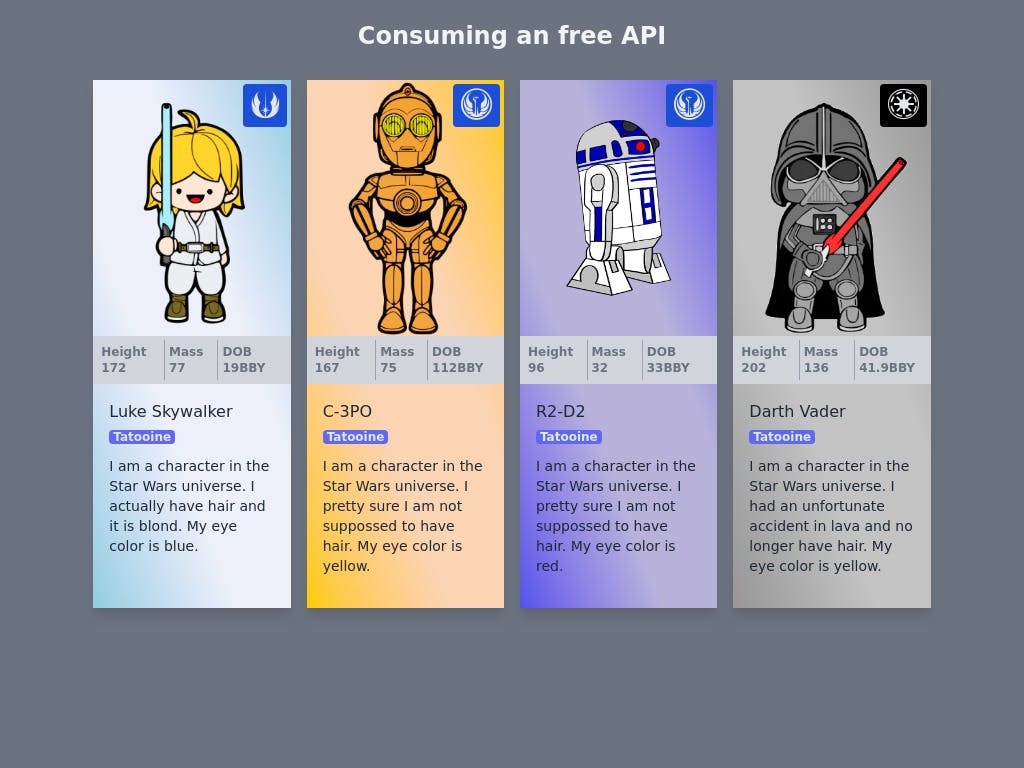 Consuming an free API
Height Mass DOB
172 77 19BBY
Luke Skywalker
Tatooine
I am a character in the
Star Wars universe. I
actually have hair and
it is blond. My eye
color is blue.
Height Mass DOB
167 75 112BBY
C-3PO
Tatooine
I am a character in the
Star Wars universe. I
pretty sure I am not
suppossed to have
hair. My eye color is
yellow.
Height Mass DOB
96 32 33BBY
R2-D2
Tatooine
I am a character in the
Star Wars universe. I
pretty sure I am not
suppossed to have
hair. My eye color is
red.
Height Mass DOB
202 136 41.9BBY
Darth Vader
Tatooine
I am a character in the
Star Wars universe. I
had an unfortunate
accident in lava and no
longer have hair. My
eye color is yellow.